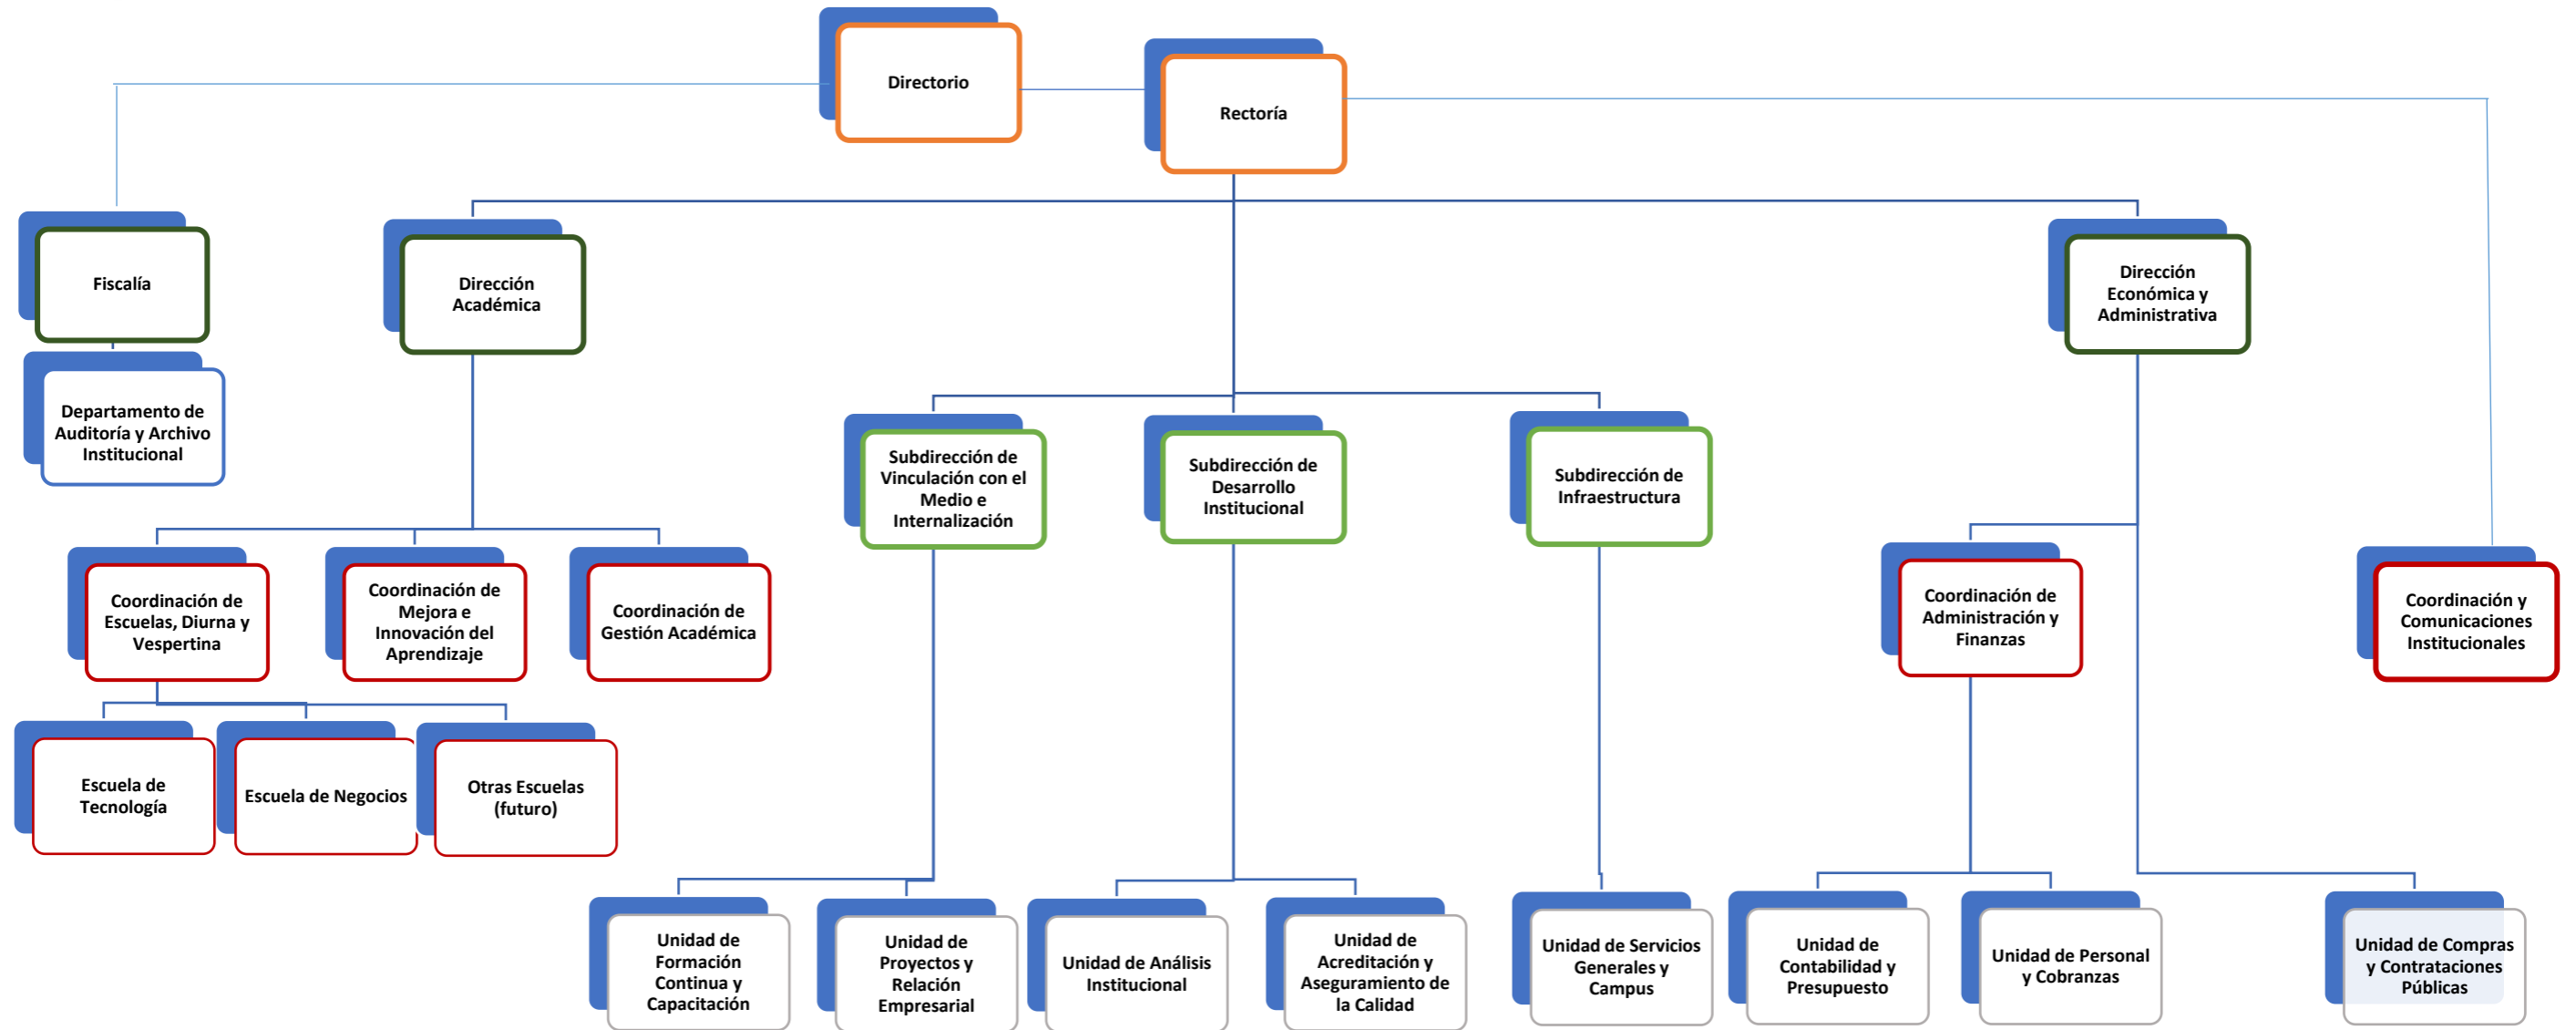 Directorio
Rectoría
Fiscalía
Dirección
Académica
Dirección
Económica y
Administrativa
Departamento de
Auditoría y Archivo
Institucional
Subdirección de
Vinculación con el
Medio e
Internalización
Subdirección de
Desarrollo
Institucional
Subdirección de
Infraestructura
Coordinación de
Escuelas, Diurna y
Vespertina
Coordinación de
Mejora e
Innovación del
Aprendizaje
Coordinación de
Gestión Académica
Coordinación de
Administración y
Finanzas
Coordinación y
Comunicaciones
Institucionales
Escuela de
Tecnología
Escuela de Negocios
Otras Escuelas
(futuro)
Unidad de
Formación
Continua y
Capacitación
Unidad de
Proyectos y
Relación
Empresarial
Unidad de Análisis
Institucional
Unidad de
Acreditación y
Aseguramiento de
la Calidad
Unidad de Servicios
Generales y
Campus
Unidad de
Contabilidad y
Presupuesto
Unidad de Personal
y Cobranzas
Unidad de Compras
y Contrataciones
Públicas